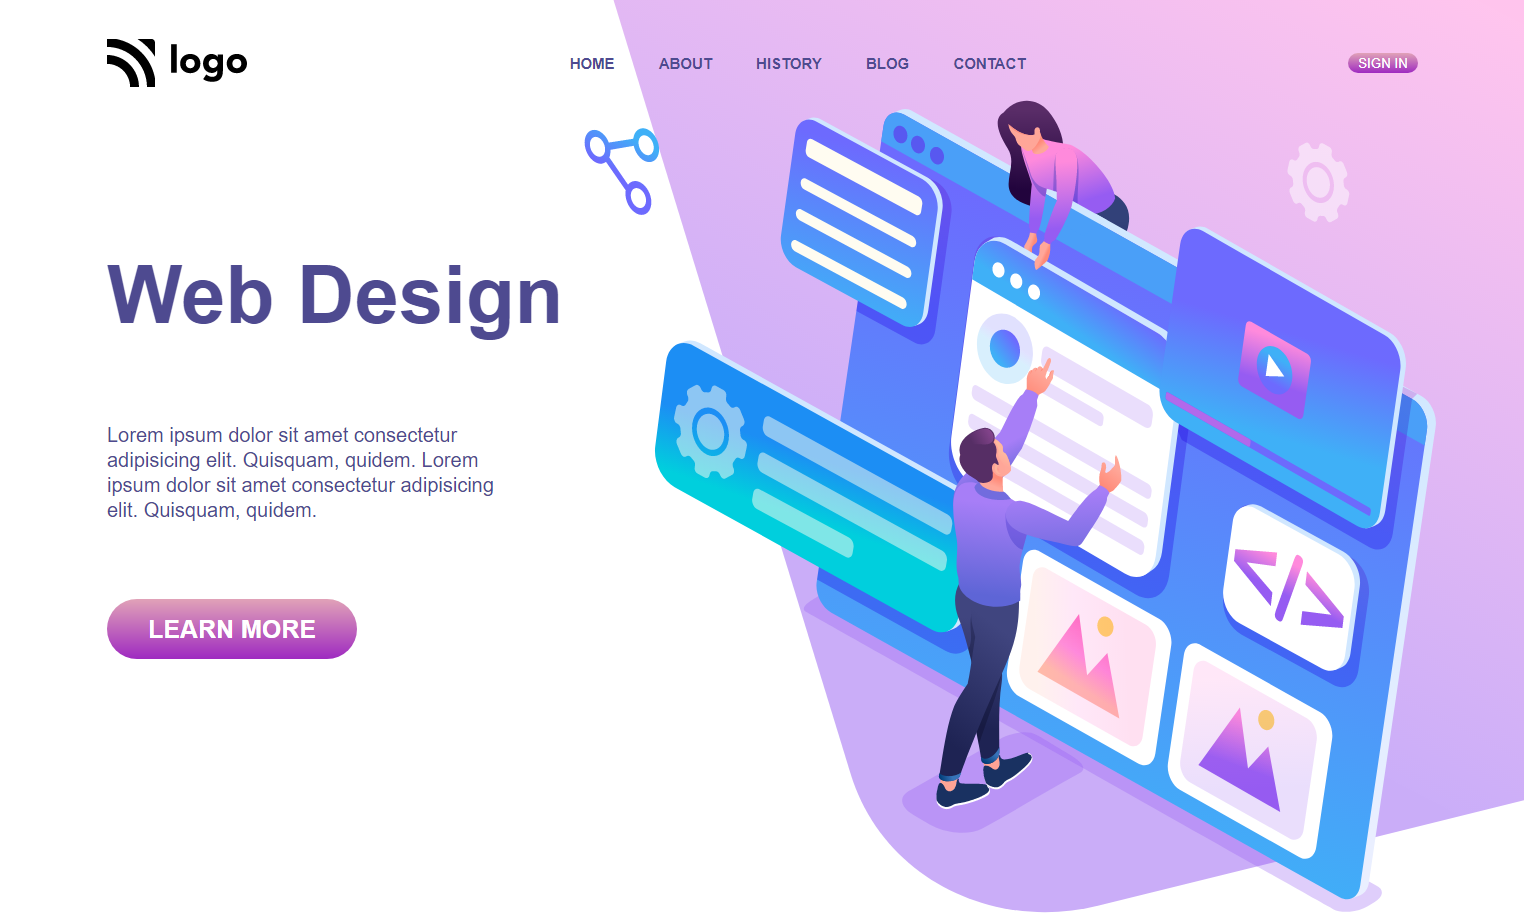 logo
HOME ABOUT HISTORY BLOG CONTACT SIGN IN
Web Design
Lorem ipsum dolor sit amet consectetur
adipisicing elit. Quisquam, quidem. Lorem
ipsum dolor sit amet consectetur adipisicing
elit. Quisquam, quidem.
LEARN MORE
</>